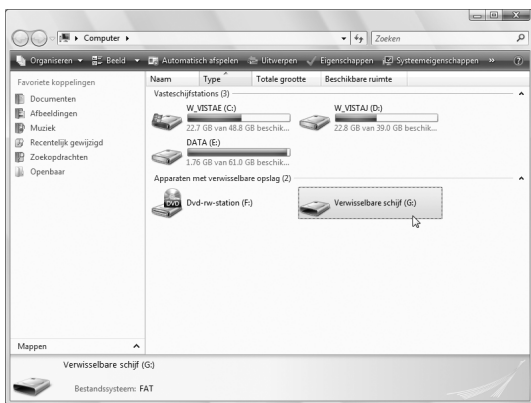 Computer
Zoeken
Organiseren Beeld Automatisch afspelen Uitwerpen Eigenschappen Systeemeigenschappen »
Favoriete koppelingen
Documenten
Afbeeldingen
Muziek
Recentelijk gewijzigd
Zoekopdrachten
Openbaar
Mappen
Naam Type Totale grootte Beschikbare ruimte
Vasteschijfstations (3)
W_VISTAE (C:)
22.7 GB van 48.8 GB beschik...
W_VISTAJ (D:)
22.8 GB van 39.0 GB beschik...
DATA (E:)
1.76 GB van 61.0 GB beschik...
Apparaten met verwisselbare opslag (2)
DVD
Dvd-rw-station (F:)
Verwisselbare schijf (G:)
Verwisselbare schijf (G:)
Bestandssysteem: FAT